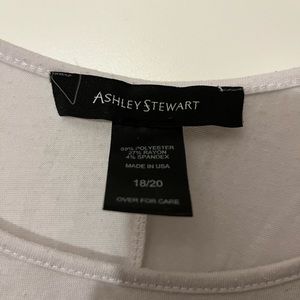 ASHLEY STEWART
69% POLYESTER
27% RAYON
4% SPANDEX
MADE IN USA
18/20
OVER FOR CARE